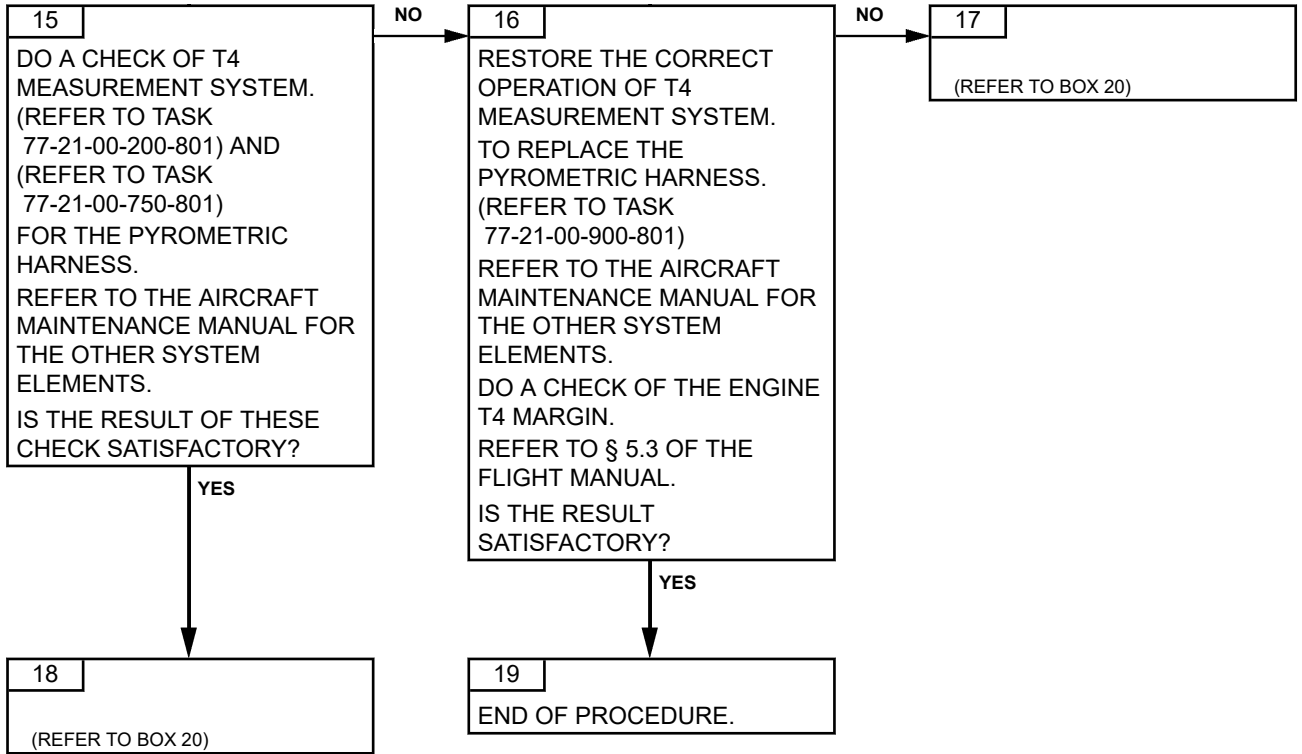 15
DO A CHECK OF T4
MEASUREMENT SYSTEM.
(REFER TO TASK
77-21-00-200-801) AND
(REFER TO TASK
77-21-00-750-801)
FOR THE PYROMETRIC
HARNESS.
REFER TO THE AIRCRAFT
MAINTENANCE MANUAL FOR
THE OTHER SYSTEM
ELEMENTS.
IS THE RESULT OF THESE
CHECK SATISFACTORY?
NO
YES
16
RESTORE THE CORRECT
OPERATION OF T4
MEASUREMENT SYSTEM.
TO REPLACE THE
PYROMETRIC HARNESS.
(REFER TO TASK
77-21-00-900-801)
REFER TO THE AIRCRAFT
MAINTENANCE MANUAL FOR
THE OTHER SYSTEM
ELEMENTS.
DO A CHECK OF THE ENGINE
T4 MARGIN.
REFER TO § 5.3 OF THE
FLIGHT MANUAL.
IS THE RESULT
SATISFACTORY?
NO
YES
17
(REFER TO BOX 20)
18
(REFER TO BOX 20)
19
END OF PROCEDURE.